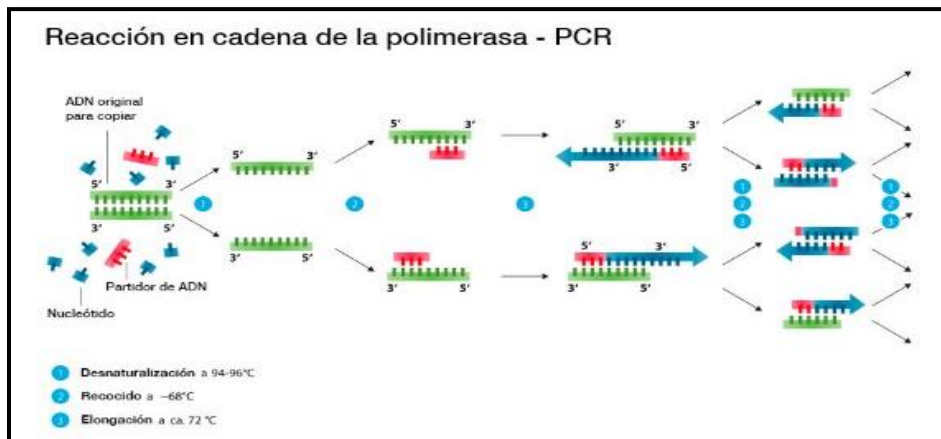 Reacción en cadena de la polimerasa - PCR
ADN original
para copiar
5' 3'
3' 5'
Partidor de ADN
Nucleótido
1
5' 3'
3' 5'
2
5' 3'
3' 5'
3
5' 3'
3' 5'
5' 3'
3' 5'
1
2
3
1
2
3
1 Desnaturalización a 94-96°C
2 Recocido a ~68°C
3 Elongación a ca. 72 °C